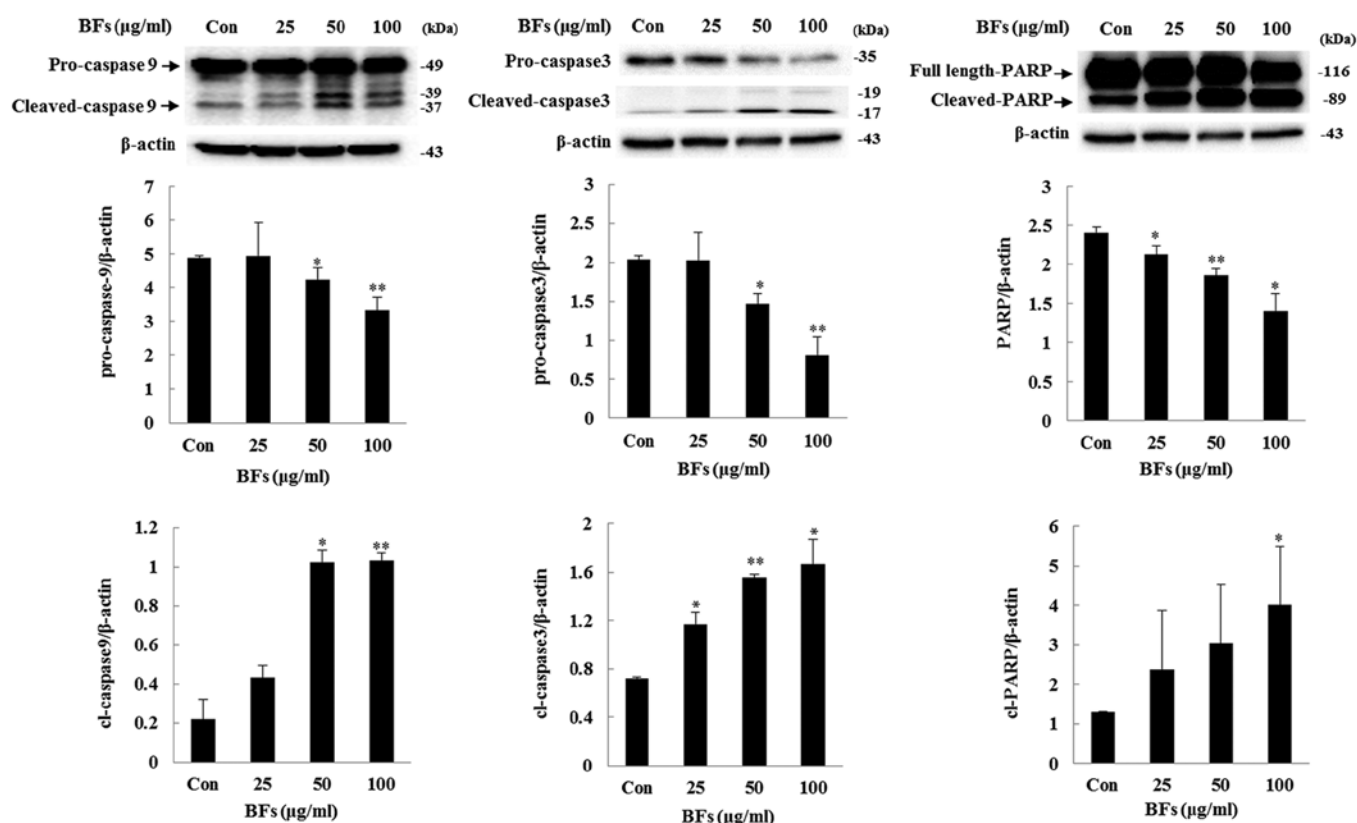 BFs (µg/ml) Con 25 50 100 (kDa)
Pro-caspase 9 -49
-39
Cleaved-caspase 9 -37
β-actin -43
BFs (µg/ml) Con 25 50 100 (kDa)
Pro-caspase3 -35
-19
Cleaved-caspase3
-17
β-actin -43
BFs (µg/ml) Con 25 50 100 (kDa)
Full length-PARP -116
Cleaved-PARP -89
β-actin -43
pro-caspase-9/β-actin
7
6
5
4
3
2
1
0
*
**
Con 25 50 100
BFs (µg/ml)
pro-caspase3/β-actin
3
2.5
2
1.5
1
0.5
0
*
**
Con 25 50 100
BFs (µg/ml)
PARP/β-actin
3
2.5
2
1.5
1
0.5
0
*
**
*
Con 25 50 100
BFs (µg/ml)
cl-caspase9/β-actin
1.2
1
0.8
0.6
0.4
0.2
0
*
**
Con 25 50 100
BFs (µg/ml)
cl-caspase3/β-actin
2
1.6
1.2
0.8
0.4
0
*
**
*
Con 25 50 100
BFs (µg/ml)
cl-PARP/β-actin
6
5
4
3
2
1
0
*
Con 25 50 100
BFs (µg/ml)